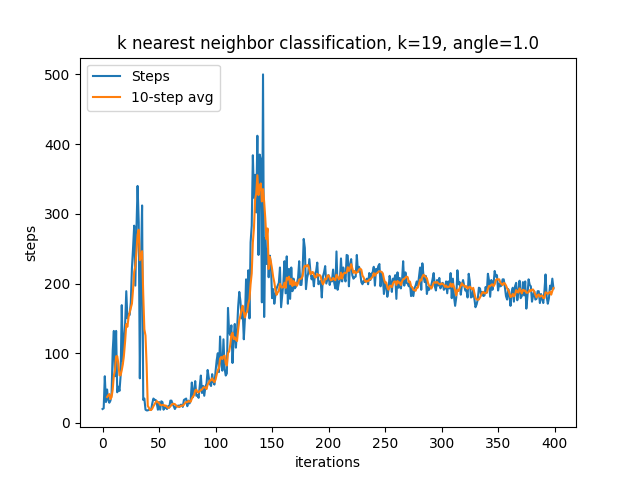 k nearest neighbor classification, k=19, angle=1.0
Steps
10-step avg
500
400
300
200
100
0
steps
0 50 100 150 200 250 300 350 400
iterations